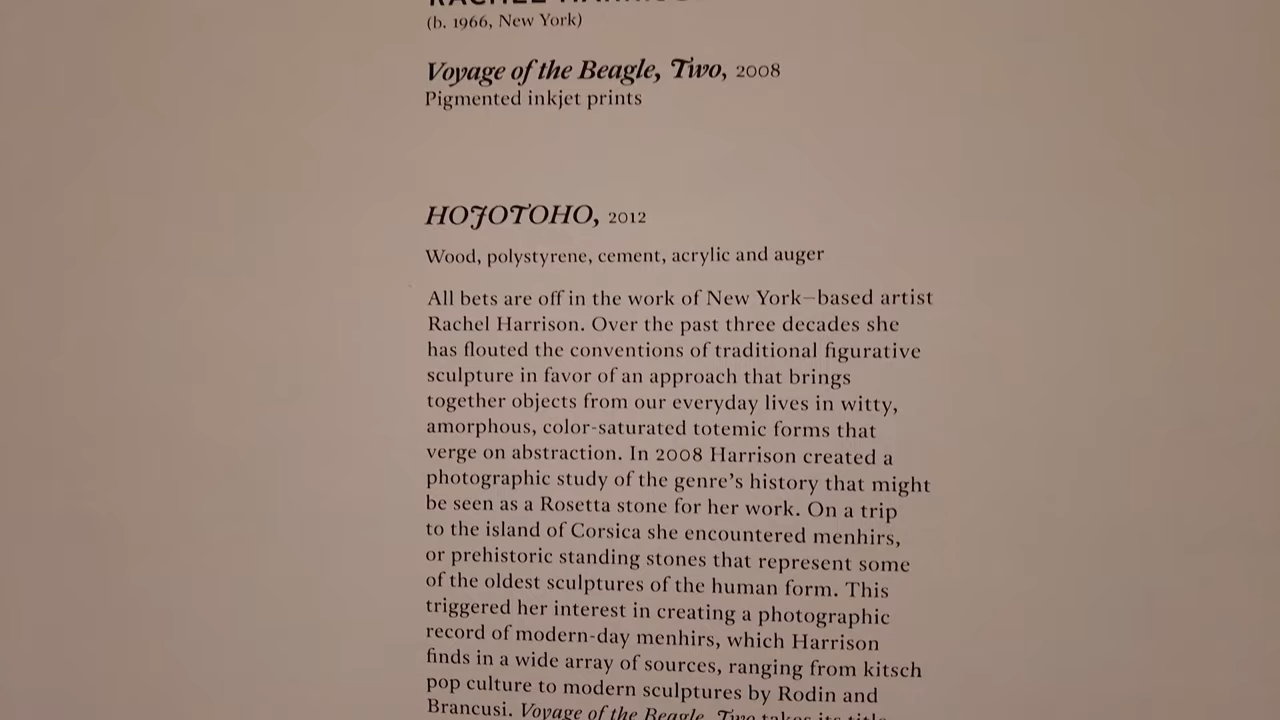 RACHEL HARRISON
(b. 1966, New York)
Voyage of the Beagle, Two, 2008
Pigmented inkjet prints
HOJOTOHO, 2012
Wood, polystyrene, cement, acrylic and auger
All bets are off in the work of New York–based artist
Rachel Harrison. Over the past three decades she
has flouted the conventions of traditional figurative
sculpture in favor of an approach that brings
together objects from our everyday lives in witty,
amorphous, color-saturated totemic forms that
verge on abstraction. In 2008 Harrison created a
photographic study of the genre's history that might
be seen as a Rosetta stone for her work. On a trip
to the island of Corsica she encountered menhirs,
or prehistoric standing stones that represent some
of the oldest sculptures of the human form. This
triggered her interest in creating a photographic
record of modern-day menhirs, which Harrison
finds in a wide array of sources, ranging from kitsch
pop culture to modern sculptures by Rodin and
Brancusi. Voyage of the Beagle, Two takes its title